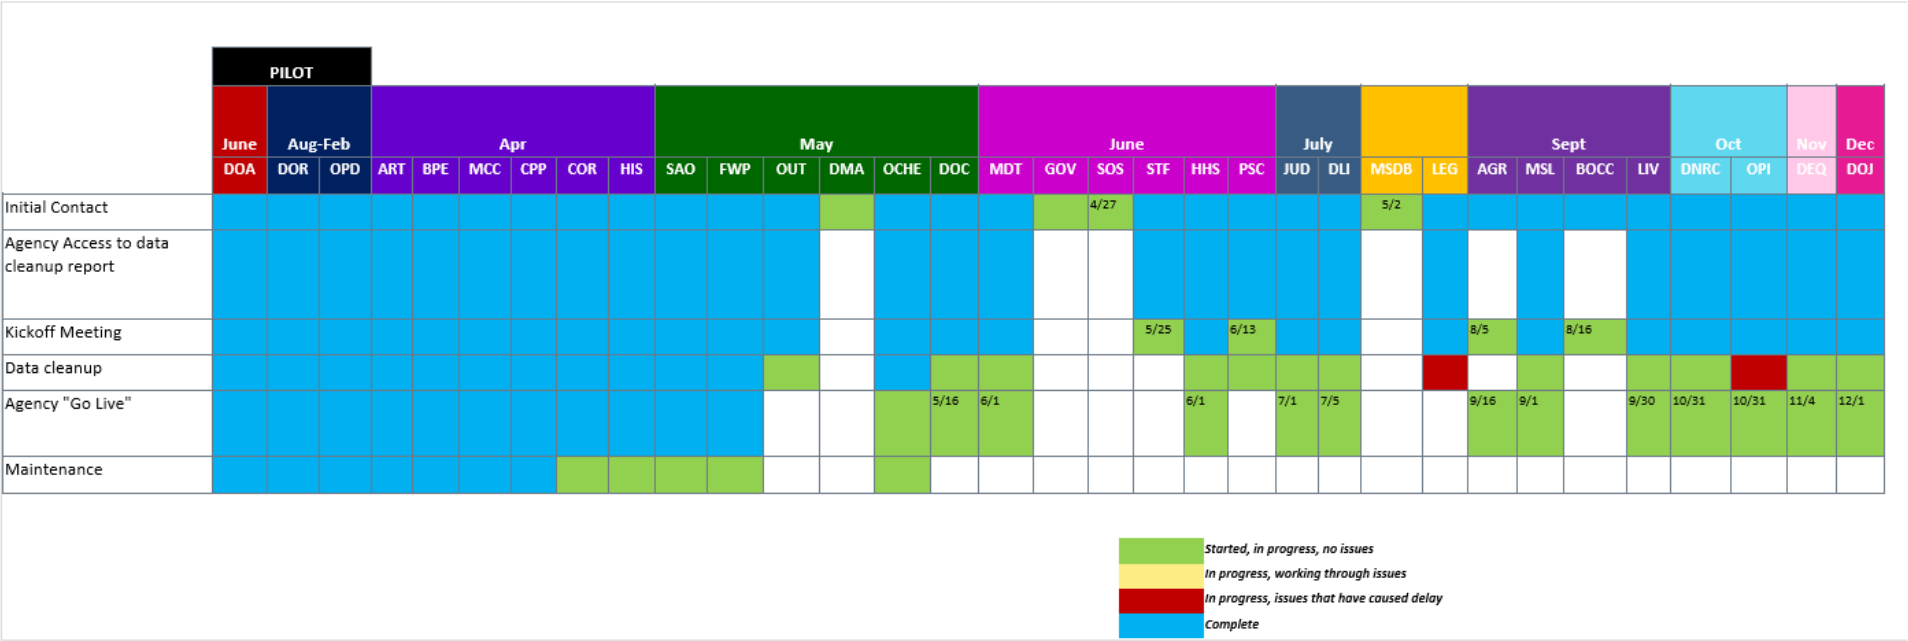 PILOT
June Aug-Feb Apr May June July Sept Oct Nov Dec
DOA DOR OPD ART BPE MCC CPP COR HIS SAO FWP OUT DMA OCHE DOC MDT GOV SOS STF HHS PSC JUD DLI MSDB LEG AGR MSL BOCC LIV DNRC OPI DEQ DOJ
Initial Contact 4/27 5/2
Agency Access to data
cleanup report
Kickoff Meeting 5/25 6/13 8/5 8/16
Data cleanup
Agency "Go Live" 5/16 6/1 6/1 7/1 7/5 9/16 9/1 9/30 10/31 10/31 11/4 12/1
Maintenance
Started, in progress, no issues
In progress, working through issues
In progress, issues that have caused delay
Complete